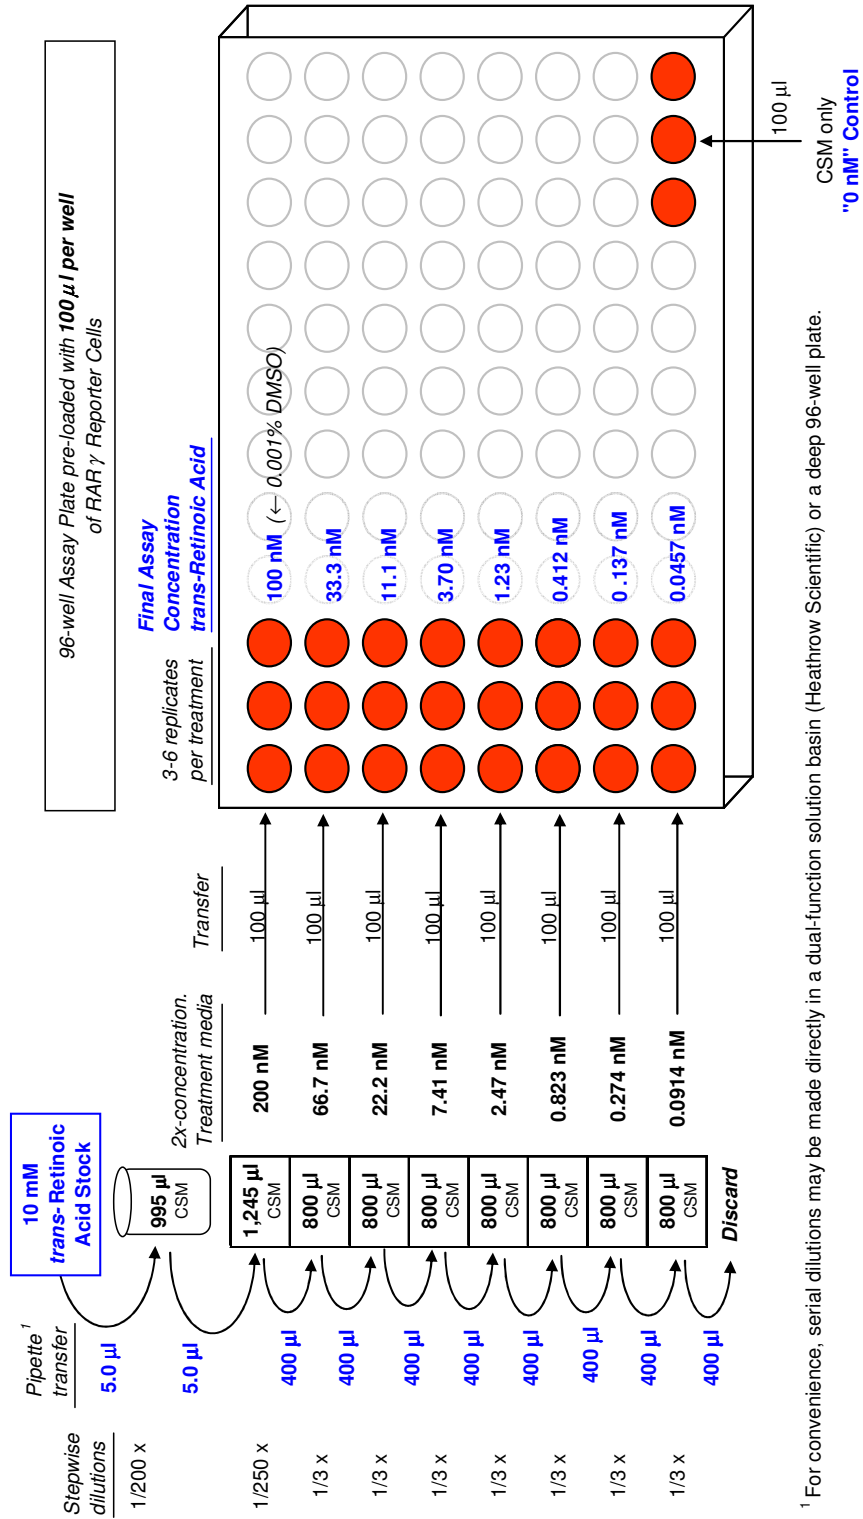 96-well Assay Plate pre-loaded with 100 µl per well
of RAR γ Reporter Cells
Stepwise
dilutions
1/200 x
1/250 x
1/3 x
1/3 x
1/3 x
1/3 x
1/3 x
1/3 x
1/3 x
Pipette 1
transfer
5.0 µl
5.0 µl
400 µl
400 µl
400 µl
400 µl
400 µl
400 µl
400 µl
400 µl
10 mM
trans- Retinoic
Acid Stock
995 µl
CSM
1,245 µl
CSM
800 µl
CSM
800 µl
CSM
800 µl
CSM
800 µl
CSM
800 µl
CSM
800 µl
CSM
800 µl
CSM
Discard
2x-concentration.
Treatment media
200 nM
66.7 nM
22.2 nM
7.41 nM
2.47 nM
0.823 nM
0.274 nM
0.0914 nM
Transfer
100 µl
100 µl
100 µl
100 µl
100 µl
100 µl
100 µl
100 µl
3-6 replicates
per treatment
Final Assay
Concentration
trans-Retinoic Acid
100 nM (← 0.001% DMSO)
33.3 nM
11.1 nM
3.70 nM
1.23 nM
0.412 nM
0 .137 nM
0.0457 nM
100 µl
CSM only
"0 nM" Control
1 For convenience, serial dilutions may be made directly in a dual-function solution basin (Heathrow Scientific) or a deep 96-well plate.